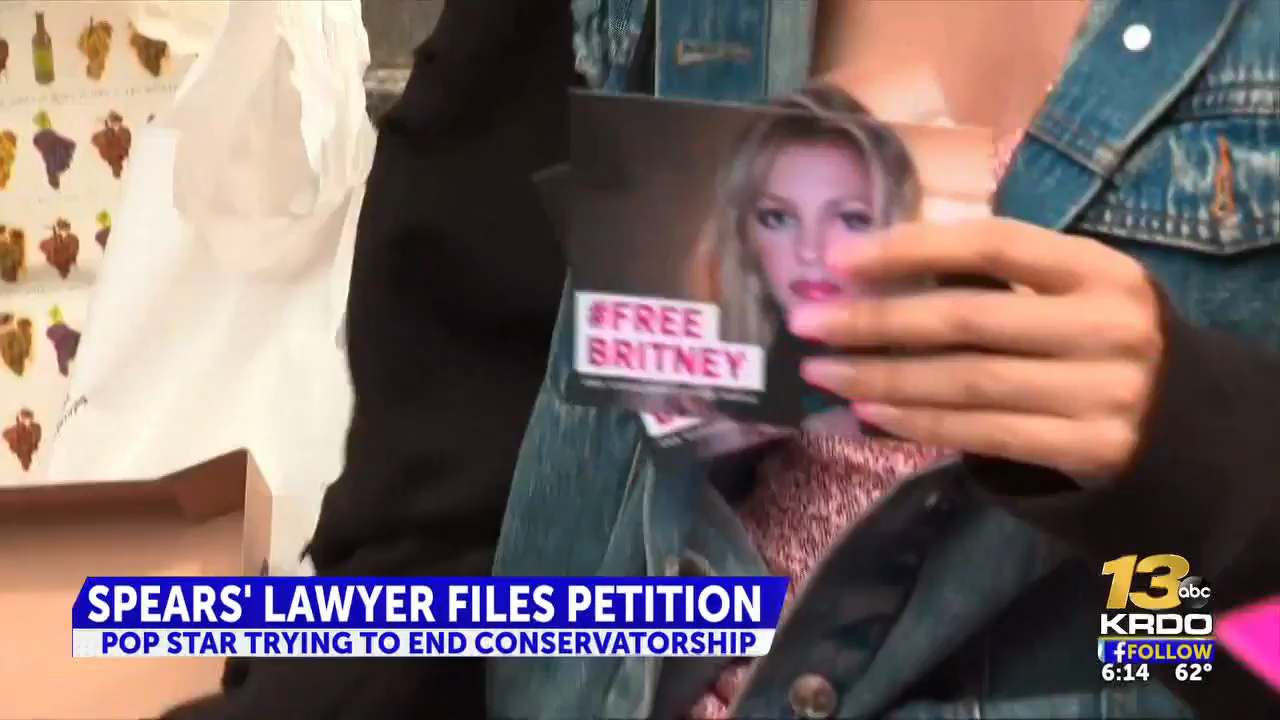 #FREE
BRITNEY
SPEARS' LAWYER FILES PETITION
POP STAR TRYING TO END CONSERVATORSHIP
13 abc
KRDO
f FOLLOW
6:14 62°